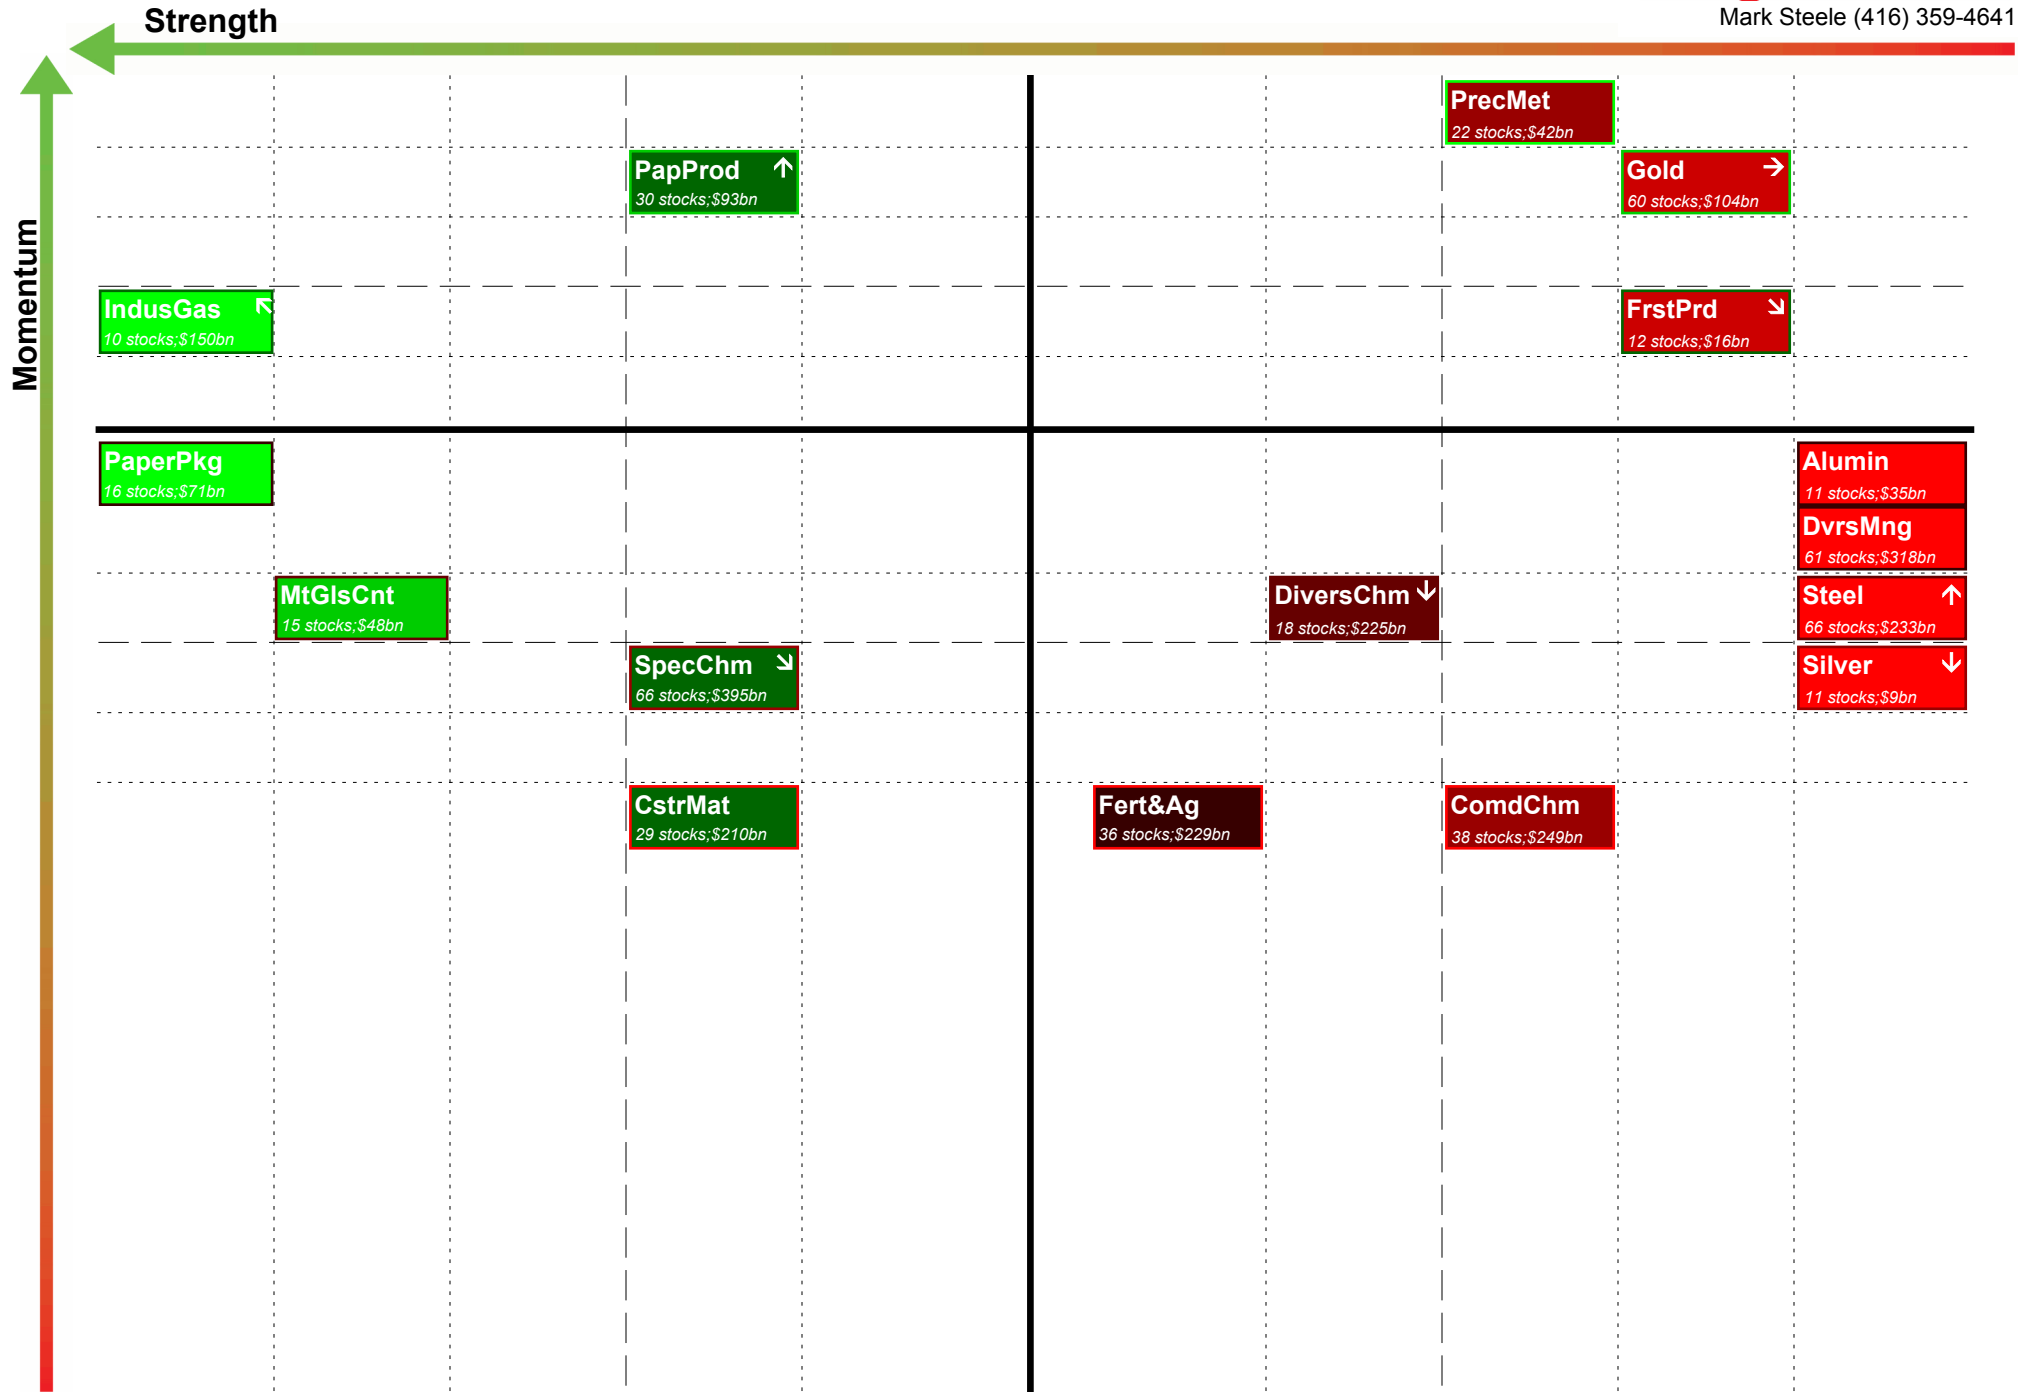 Strength
Mark Steele (416) 359-4641
Momentum
PrecMet
22 stocks;$42bn
PapProd
30 stocks;$93bn
Gold
60 stocks;$104bn
IndusGas
10 stocks;$150bn
FrstPrd
12 stocks;$16bn
PaperPkg
16 stocks;$71bn
Alumin
11 stocks;$35bn
DvrsMng
61 stocks;$318bn
MtGlsCnt
15 stocks;$48bn
DiversChm
18 stocks;$225bn
Steel
66 stocks;$233bn
SpecChm
66 stocks;$395bn
Silver
11 stocks;$9bn
CstrMat
29 stocks;$210bn
Fert&Ag
36 stocks;$229bn
ComdChm
38 stocks;$249bn